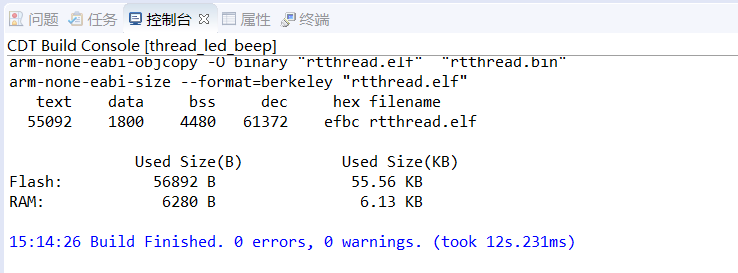 问题 任务 控制台 属性 终端
CDT Build Console [thread_led_beep]
arm-none-eabi-objcopy -O binary "rtthread.elf"  "rtthread.bin"
arm-none-eabi-size --format=berkeley "rtthread.elf"
   text    data     bss     dec     hex filename
  55092    1800    4480   61372    efbc rtthread.elf
Used Size(B)              Used Size(KB)
Flash:           56892 B                55.56 KB
RAM:              6280 B                 6.13 KB
15:14:26 Build Finished. 0 errors, 0 warnings. (took 12s.231ms)